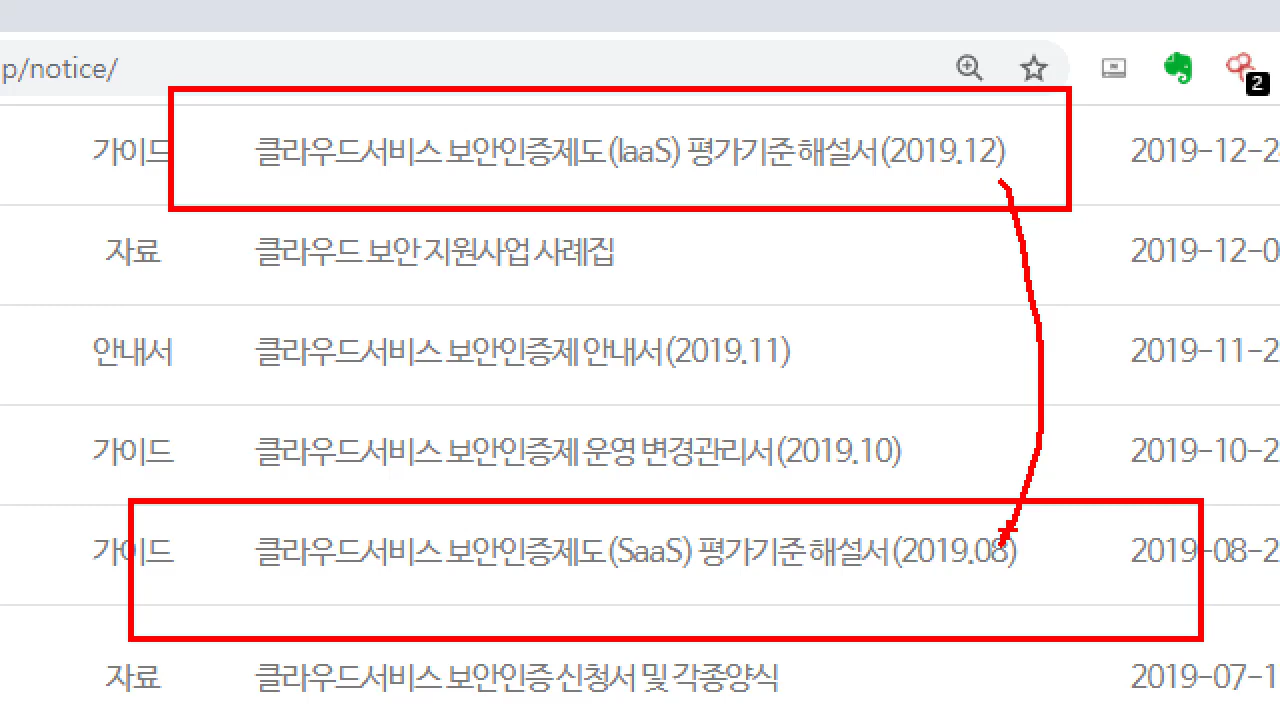 p/notice/
2
가이드 클라우드서비스 보안인증제도(IaaS) 평가기준 해설서(2019.12) 2019-12-2
자료 클라우드 보안 지원사업 사례집 2019-12-0
안내서 클라우드서비스 보안인증제 안내서(2019.11) 2019-11-2
가이드 클라우드서비스 보안인증제 운영 변경관리서(2019.10) 2019-10-2
가이드 클라우드서비스 보안인증제도(SaaS) 평가기준 해설서(2019.08) 2019-08-2
자료 클라우드서비스 보안인증 신청서 및 각종양식 2019-07-1